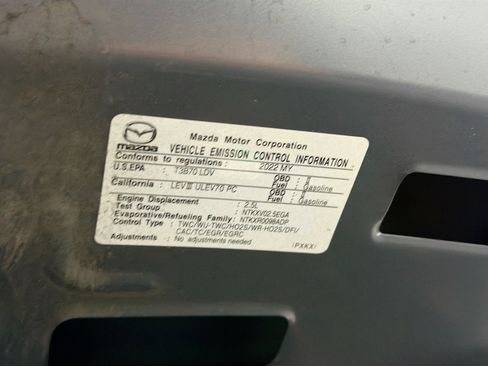 mazda
Mazda Motor Corporation
VEHICLE EMISSION CONTROL INFORMATION
Conforms to regulations: 2022 MY
U.S.EPA : T3B70 LDV OBD : II
Fuel : Gasoline
California : LEVⅢ ULEV70 PC OBD : II
Fuel : Gasoline
Engine Displacement : 2.5L
Test Group : NTKXV02.5EGA
Evaporative/Refueling Family: NTKXR0098ADP
Control Type : TWC/WU-TWC/HO2S/WR-HO2S/DFI/
CAC/TC/EGR/EGRC
Adjustments : No adjustments needed
(PXKX)